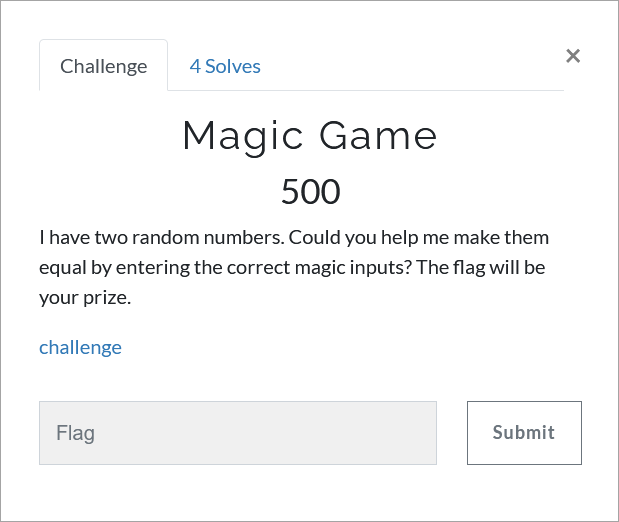 Challenge
4 Solves
×
Magic Game
500
I have two random numbers. Could you help me make them
equal by entering the correct magic inputs? The flag will be
your prize.
challenge
Flag
Submit